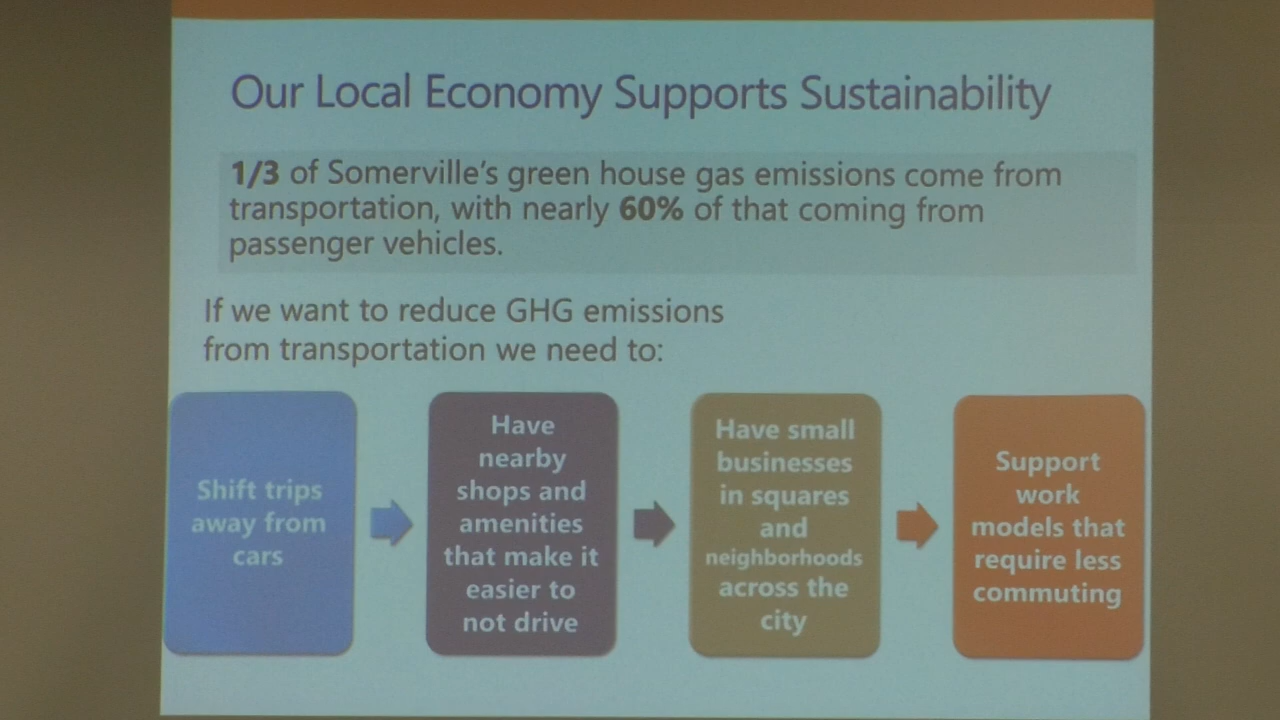 Our Local Economy Supports Sustainability
1/3 of Somerville's green house gas emissions come from
transportation, with nearly 60% of that coming from
passenger vehicles.
If we want to reduce GHG emissions
from transportation we need to:
Shift trips
away from
cars
Have
nearby
shops and
amenities
that make it
easier to
not drive
Have small
businesses
in squares
and
neighborhoods
across the
city
Support
work
models that
require less
commuting